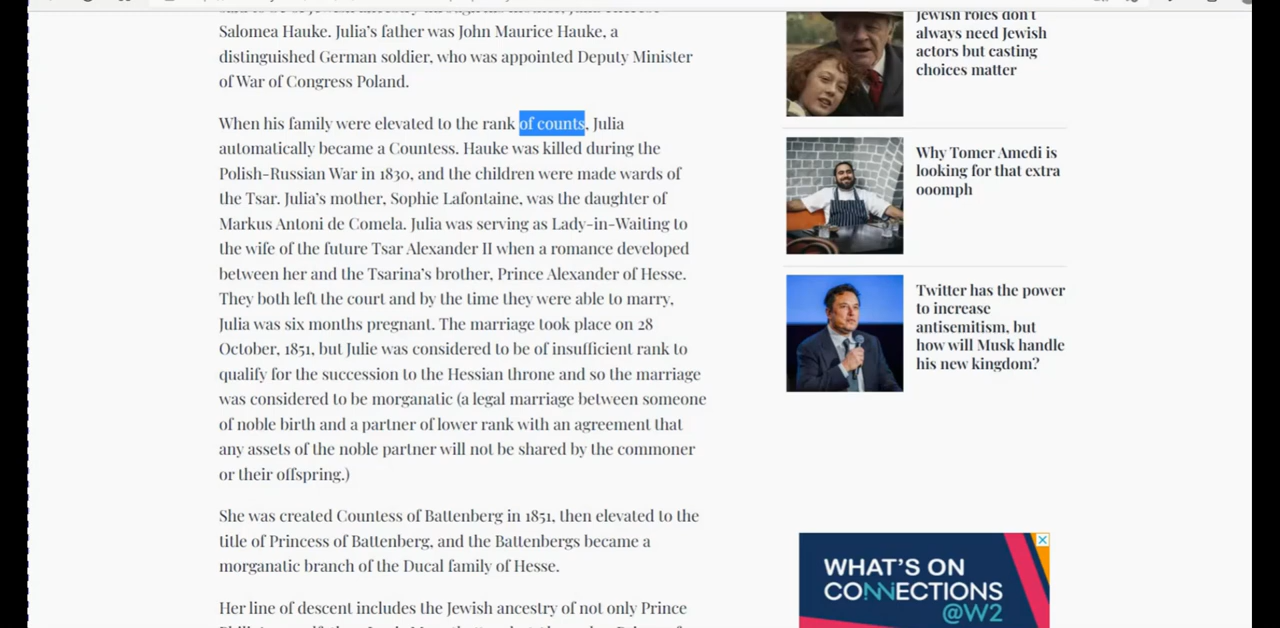 Salomea Hauke. Julia's father was John Maurice Hauke, a
distinguished German soldier, who was appointed Deputy Minister
of War of Congress Poland.
When his family were elevated to the rank of counts, Julia
automatically became a Countess. Hauke was killed during the
Polish-Russian War in 1830, and the children were made wards of
the Tsar. Julia's mother, Sophie Lafontaine, was the daughter of
Markus Antoni de Comela. Julia was serving as Lady-in-Waiting to
the wife of the future Tsar Alexander II when a romance developed
between her and the Tsarina's brother, Prince Alexander of Hesse.
They both left the court and by the time they were able to marry,
Julia was six months pregnant. The marriage took place on 28
October, 1851, but Julie was considered to be of insufficient rank to
qualify for the succession to the Hessian throne and so the marriage
was considered to be morganatic (a legal marriage between someone
of noble birth and a partner of lower rank with an agreement that
any assets of the noble partner will not be shared by the commoner
or their offspring.)
She was created Countess of Battenberg in 1851, then elevated to the
title of Princess of Battenberg, and the Battenbergs became a
morganatic branch of the Ducal family of Hesse.
Her line of descent includes the Jewish ancestry of not only Prince
Jewish roles don't
always need Jewish
actors but casting
choices matter
Why Tomer Amedi is
looking for that extra
ooomph
Twitter has the power
to increase
antisemitism, but
how will Musk handle
his new kingdom?
WHAT'S ON
CONNECTIONS
@W2